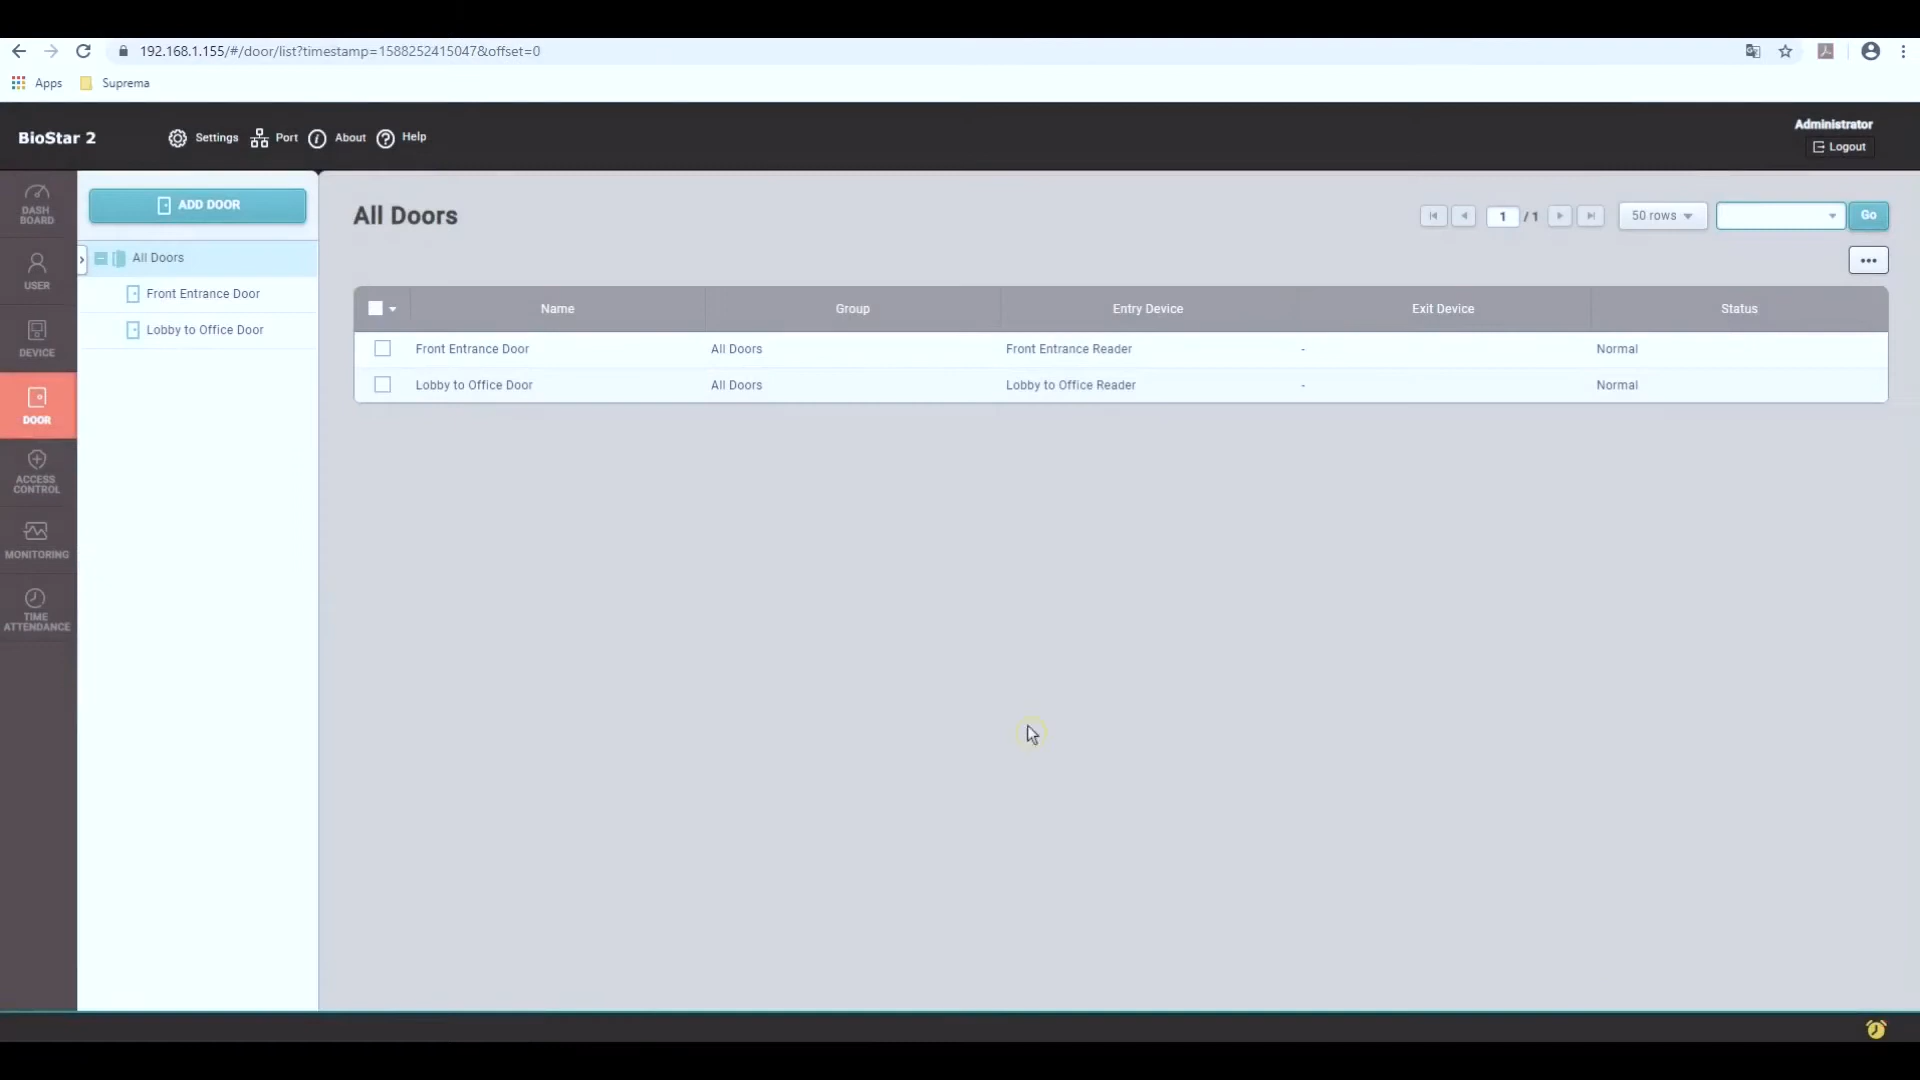 192.168.1.155/#/door/list?timestamp=1588252415047&offset=0
Apps Suprema
BioStar 2 Settings Port About Help
Administrator
Logout
DASH
BOARD
USER
DEVICE
DOOR
ACCESS
CONTROL
MONITORING
TIME
ATTENDANCE
ADD DOOR
All Doors
Front Entrance Door
Lobby to Office Door
All Doors
1 / 1 50 rows Go
Name Group Entry Device Exit Device Status
Front Entrance Door All Doors Front Entrance Reader - Normal
Lobby to Office Door All Doors Lobby to Office Reader - Normal